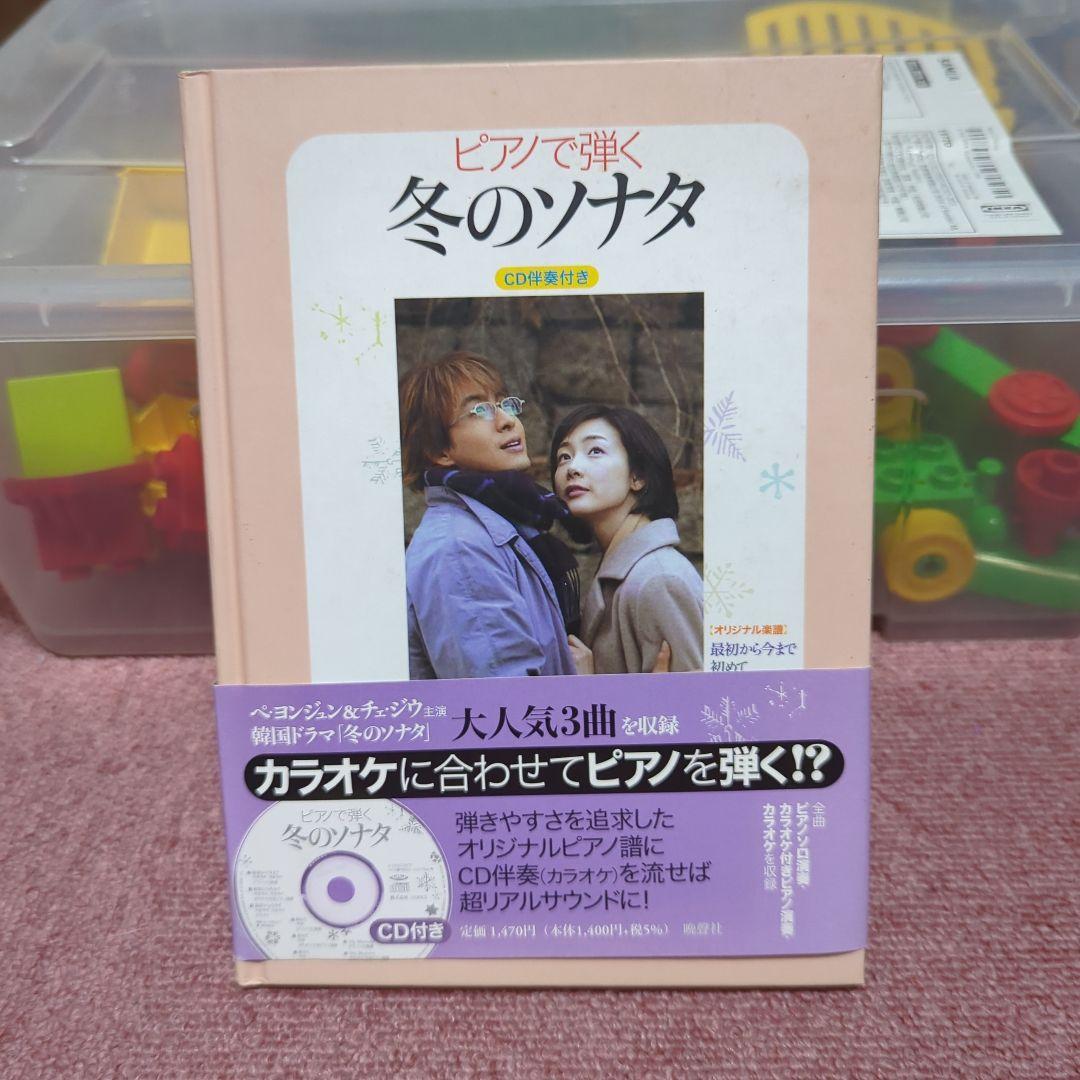 ピアノで弾く
冬のソナタ
CD伴奏付き
【オリジナル楽譜】
最初から今まで
初めて
ペ・ヨンジュン&チェ・ジウ主演
韓国ドラマ「冬のソナタ」
大人気3曲を収録
カラオケに合わせてピアノを弾く!?
ピアノで弾く
冬のソナタ
CD付き
弾きやすさを追求した
オリジナルピアノ譜に
CD伴奏(カラオケ)を流せば
超リアルサウンドに!
定価1,470円(本体1,400円+税5%) 晩聲社
全曲
ピアノソロ演奏、
カラオケ付きピアノ演奏、
カラオケを収録